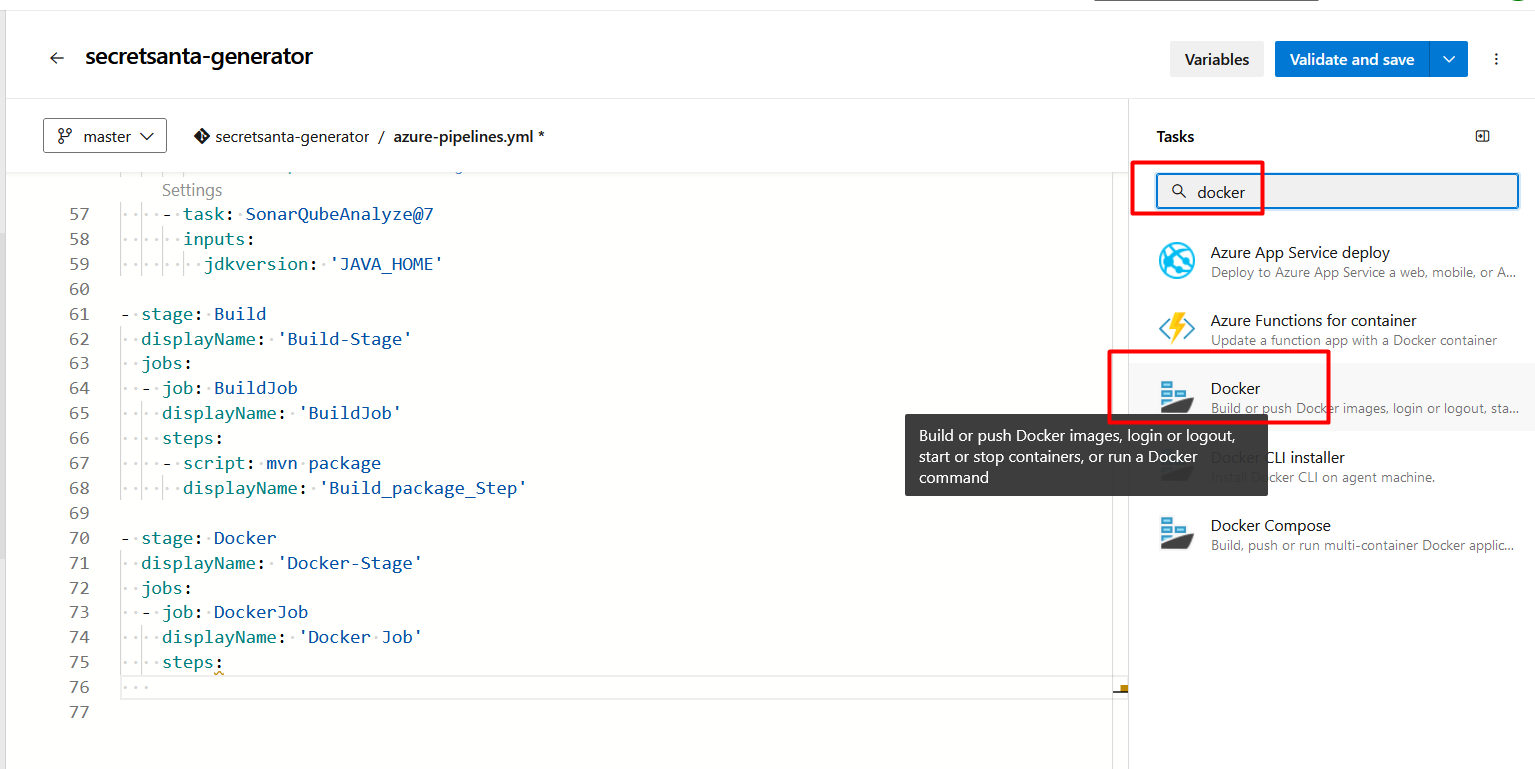 secretsanta-generator
Variables
Validate and save
master
secretsanta-generator / azure-pipelines.yml *
Settings
57 - task: SonarQubeAnalyze@7
58 inputs:
59 jdkversion: 'JAVA_HOME'
60
61 - stage: Build
62 displayName: 'Build-Stage'
63 jobs:
64 - job: BuildJob
65 displayName: 'BuildJob'
66 steps:
67 - script: mvn package
68 displayName: 'Build_package_Step'
69
70 - stage: Docker
71 displayName: 'Docker-Stage'
72 jobs:
73 - job: DockerJob
74 displayName: 'Docker Job'
75 steps:
76
77
Tasks
docker
Azure App Service deploy
Deploy to Azure App Service a web, mobile, or A...
Azure Functions for container
Update a function app with a Docker container
Docker
Build or push Docker images, login or logout, sta...
Build or push Docker images, login or logout,
start or stop containers, or run a Docker
command
Docker CLI installer
Install Docker CLI on agent machine.
Docker Compose
Build, push or run multi-container Docker applic...